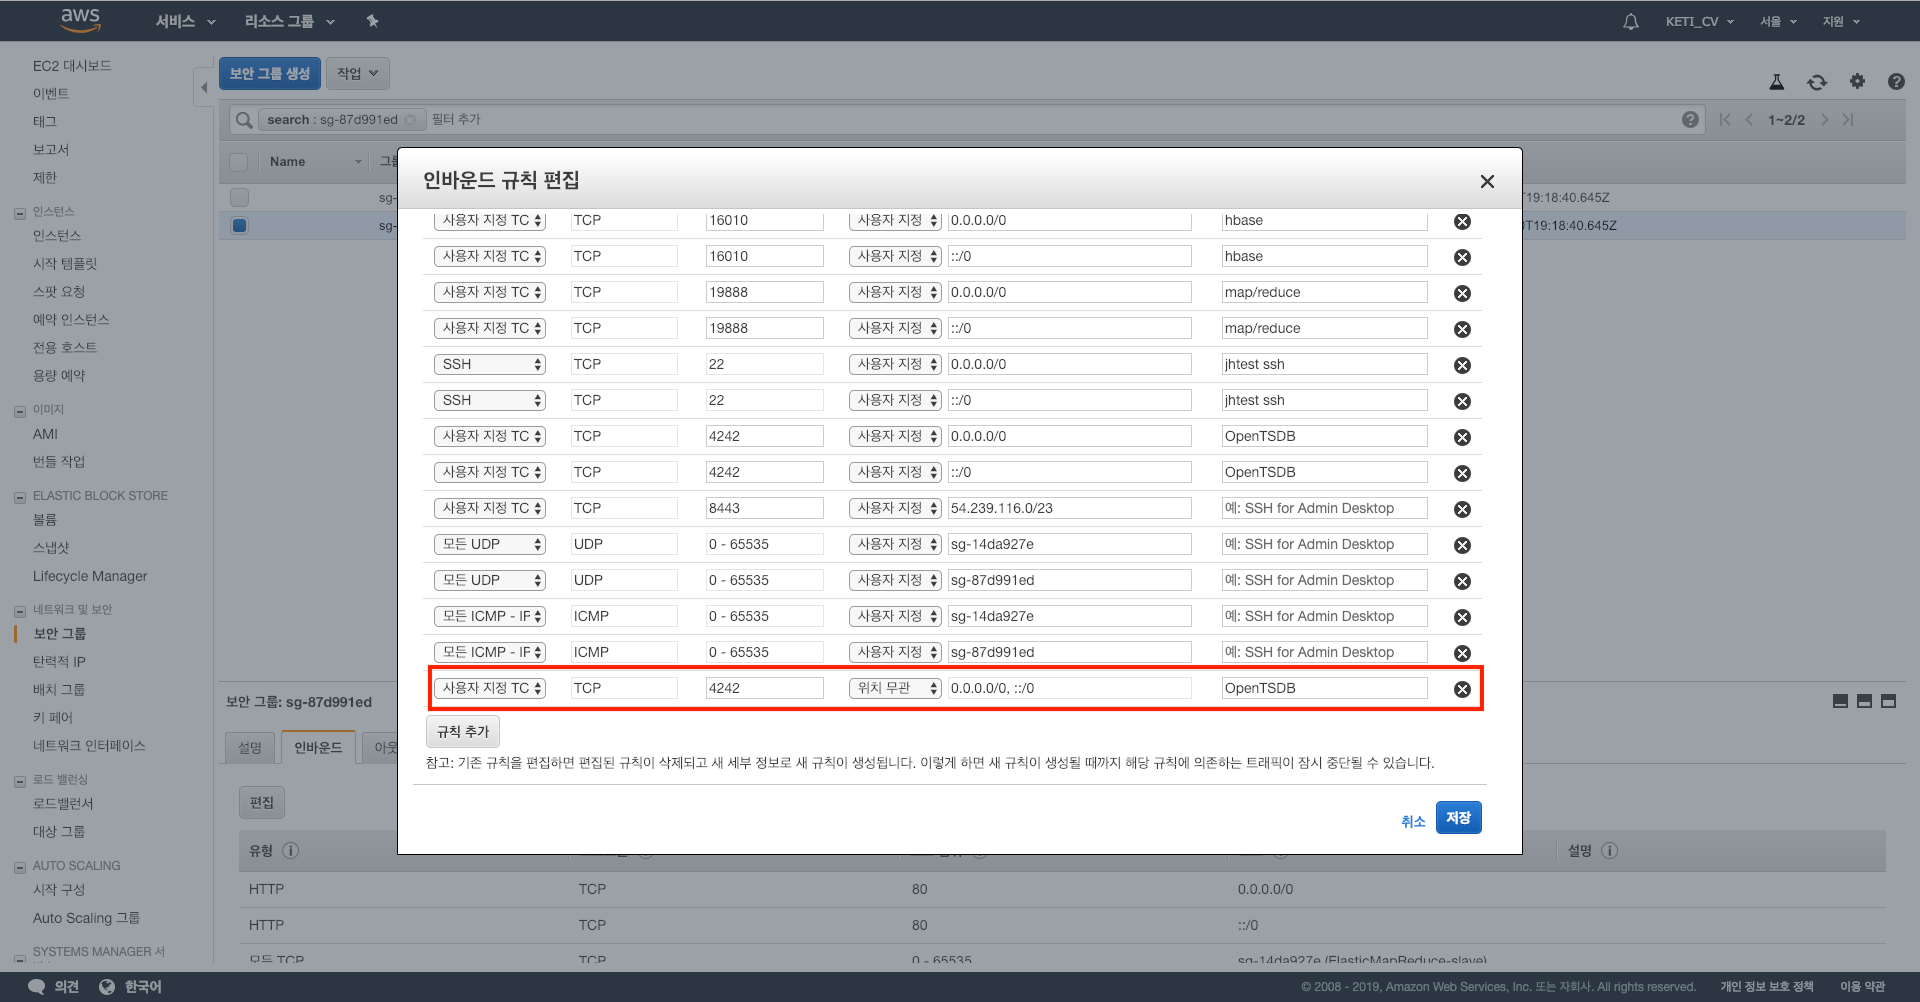 aws 서비스 리소스 그룹 KETI_CV 서울 지원
EC2 대시보드
이벤트
태그
보고서
제한
인스턴스
인스턴스
시작 템플릿
스팟 요청
예약 인스턴스
전용 호스트
용량 예약
이미지
AMI
번들 작업
ELASTIC BLOCK STORE
볼륨
스냅샷
Lifecycle Manager
네트워크 및 보안
보안 그룹
탄력적 IP
배치 그룹
키 페어
네트워크 인터페이스
로드 밸런싱
로드밸런서
대상 그룹
AUTO SCALING
시작 구성
Auto Scaling 그룹
SYSTEMS MANAGER 서
보안 그룹 생성 작업
search : sg-87d991ed 필터 추가 1~2/2
Name 그룹
sg- T19:18:40.645Z
sg- T19:18:40.645Z
인바운드 규칙 편집
사용자 지정 TC TCP 16010 사용자 지정 0.0.0.0/0 hbase
사용자 지정 TC TCP 16010 사용자 지정 ::/0 hbase
사용자 지정 TC TCP 19888 사용자 지정 0.0.0.0/0 map/reduce
사용자 지정 TC TCP 19888 사용자 지정 ::/0 map/reduce
SSH TCP 22 사용자 지정 0.0.0.0/0 jhtest ssh
SSH TCP 22 사용자 지정 ::/0 jhtest ssh
사용자 지정 TC TCP 4242 사용자 지정 0.0.0.0/0 OpenTSDB
사용자 지정 TC TCP 4242 사용자 지정 ::/0 OpenTSDB
사용자 지정 TC TCP 8443 사용자 지정 54.239.116.0/23 예: SSH for Admin Desktop
모든 UDP UDP 0 - 65535 사용자 지정 sg-14da927e 예: SSH for Admin Desktop
모든 UDP UDP 0 - 65535 사용자 지정 sg-87d991ed 예: SSH for Admin Desktop
모든 ICMP - IF ICMP 0 - 65535 사용자 지정 sg-14da927e 예: SSH for Admin Desktop
모든 ICMP - IF ICMP 0 - 65535 사용자 지정 sg-87d991ed 예: SSH for Admin Desktop
사용자 지정 TC TCP 4242 위치 무관 0.0.0.0/0, ::/0 OpenTSDB
규칙 추가
참고: 기존 규칙을 편집하면 편집된 규칙이 삭제되고 새 세부 정보로 새 규칙이 생성됩니다. 이렇게 하면 새 규칙이 생성될 때까지 해당 규칙에 의존하는 트래픽이 잠시 중단될 수 있습니다.
취소 저장
보안 그룹: sg-87d991ed
설명 인바운드 아웃
편집
유형 설명
HTTP TCP 80 0.0.0.0/0
HTTP TCP 80 ::/0
모든 TCP TCP 0 - 65535 sg-14da927e (ElasticMapReduce-slave)
의견 한국어 © 2008 - 2019, Amazon Web Services, Inc. 또는 자회사. All rights reserved. 개인 정보 보호 정책 이용 약관